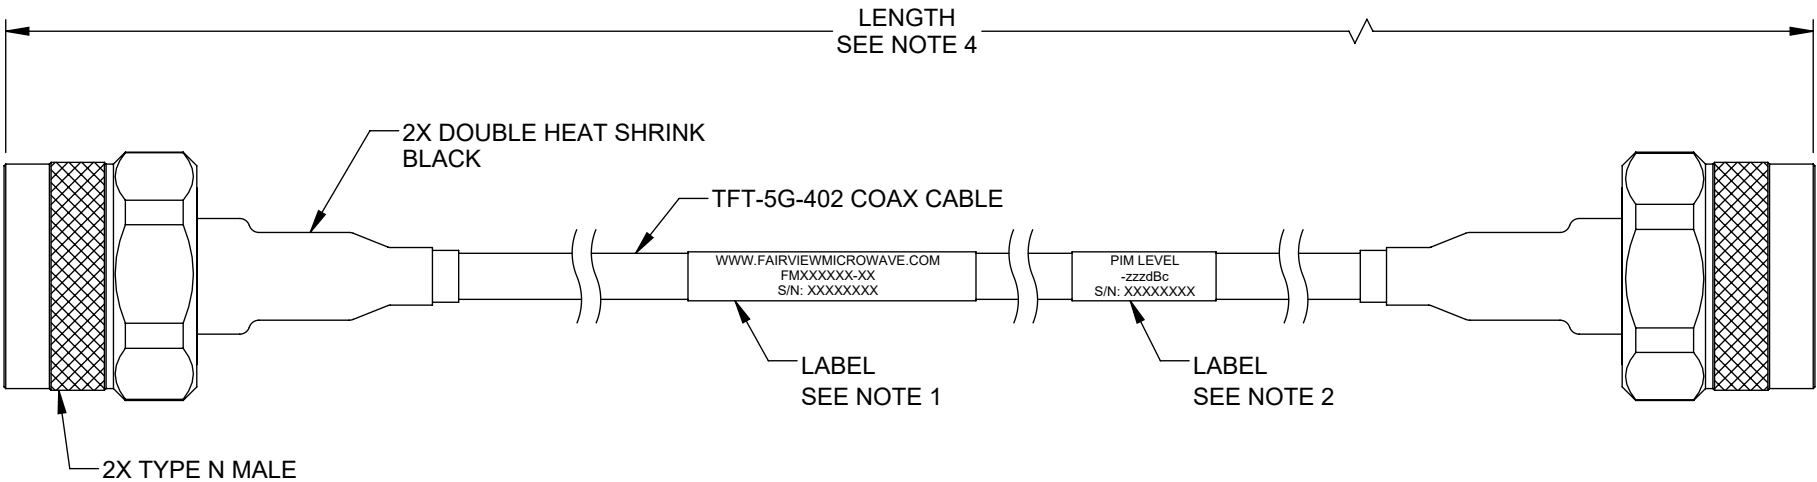 LENGTH
SEE NOTE 4
2X DOUBLE HEAT SHRINK
BLACK
TFT-5G-402 COAX CABLE
WWW.FAIRVIEWMICROWAVE.COM
FMXXXXXX-XX
S/N: XXXXXXXX
PIM LEVEL
-zzzdBc
S/N: XXXXXXXX
LABEL
SEE NOTE 1
LABEL
SEE NOTE 2
2X TYPE N MALE